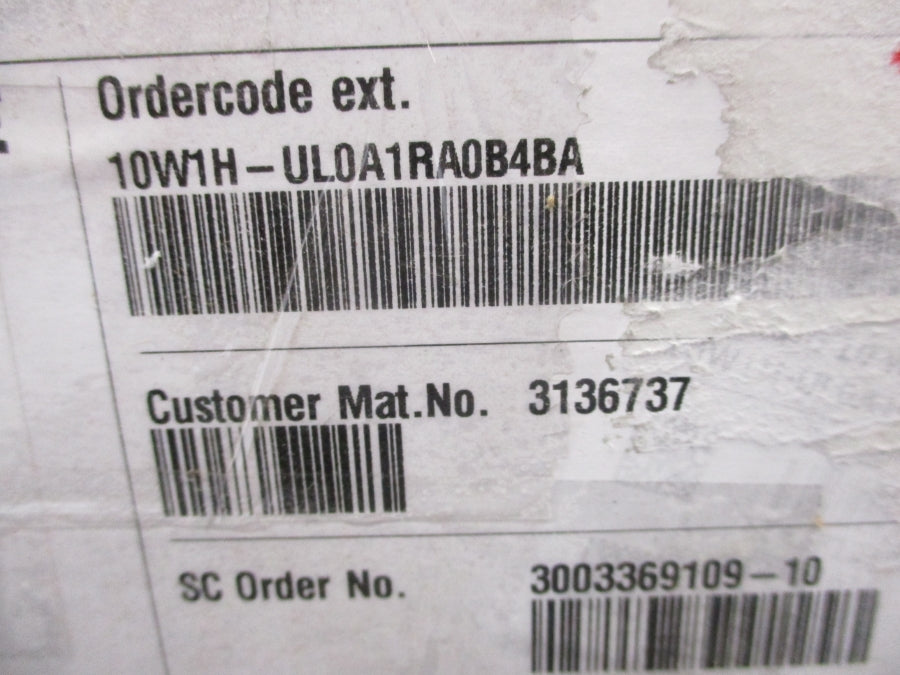 Ordercode ext.
10W1H-UL0A1RA0B4BA
Customer Mat.No. 3136737
SC Order No. 3003369109-10